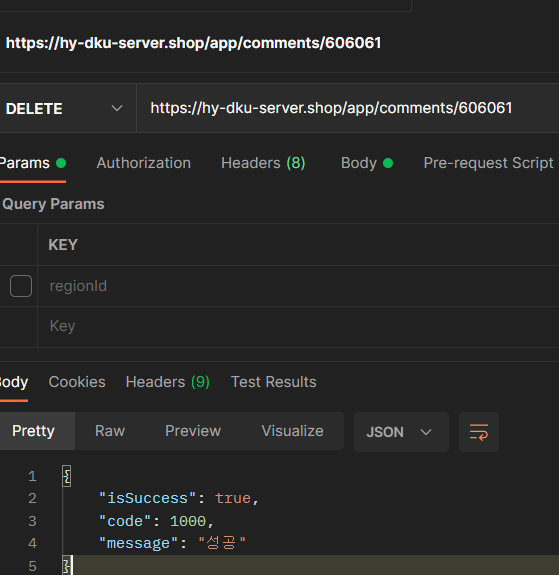 https://hy-dku-server.shop/app/comments/606061
DELETE https://hy-dku-server.shop/app/comments/606061
Params Authorization Headers (8) Body Pre-request Script
Query Params
KEY
regionId
Key
Body Cookies Headers (9) Test Results
Pretty Raw Preview Visualize JSON
1 {
2 "isSuccess": true,
3 "code": 1000,
4 "message": "성공"
5 }